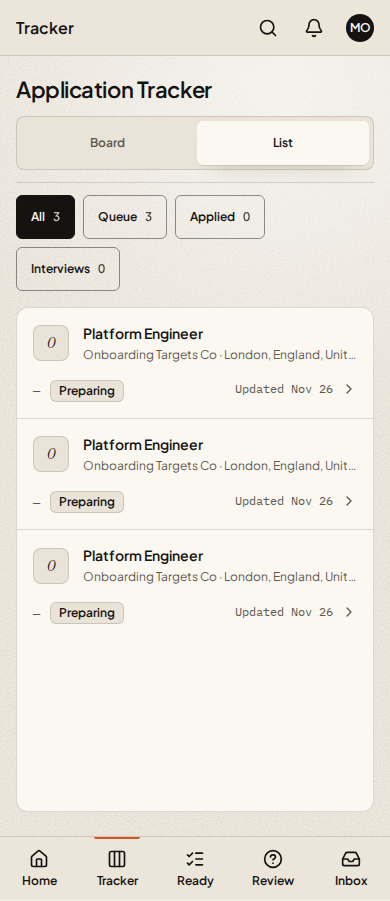 Tracker
MO
Application Tracker
Board List
All 3 Queue 3 Applied 0
Interviews 0
O Platform Engineer
Onboarding Targets Co · London, England, Unit…
– Preparing Updated Nov 26
O Platform Engineer
Onboarding Targets Co · London, England, Unit…
– Preparing Updated Nov 26
O Platform Engineer
Onboarding Targets Co · London, England, Unit…
– Preparing Updated Nov 26
Home Tracker Ready Review Inbox